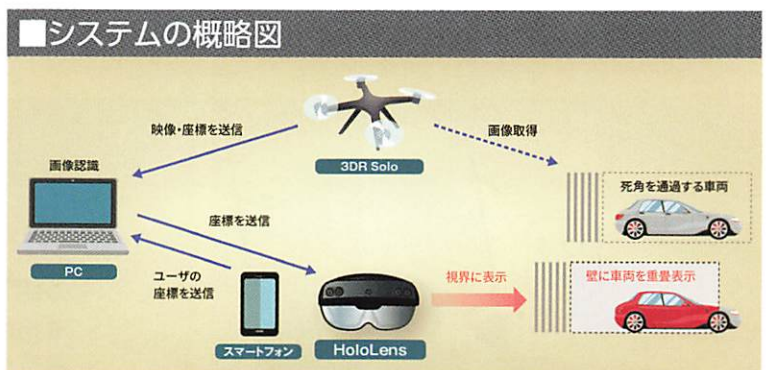 ■システムの概略図
映像・座標を送信
画像取得
3DR Solo
画像認識
死角を通過する車両
座標を送信
PC
ユーザの
座標を送信
視界に表示
壁に車両を重畳表示
スマートフォン
HoloLens